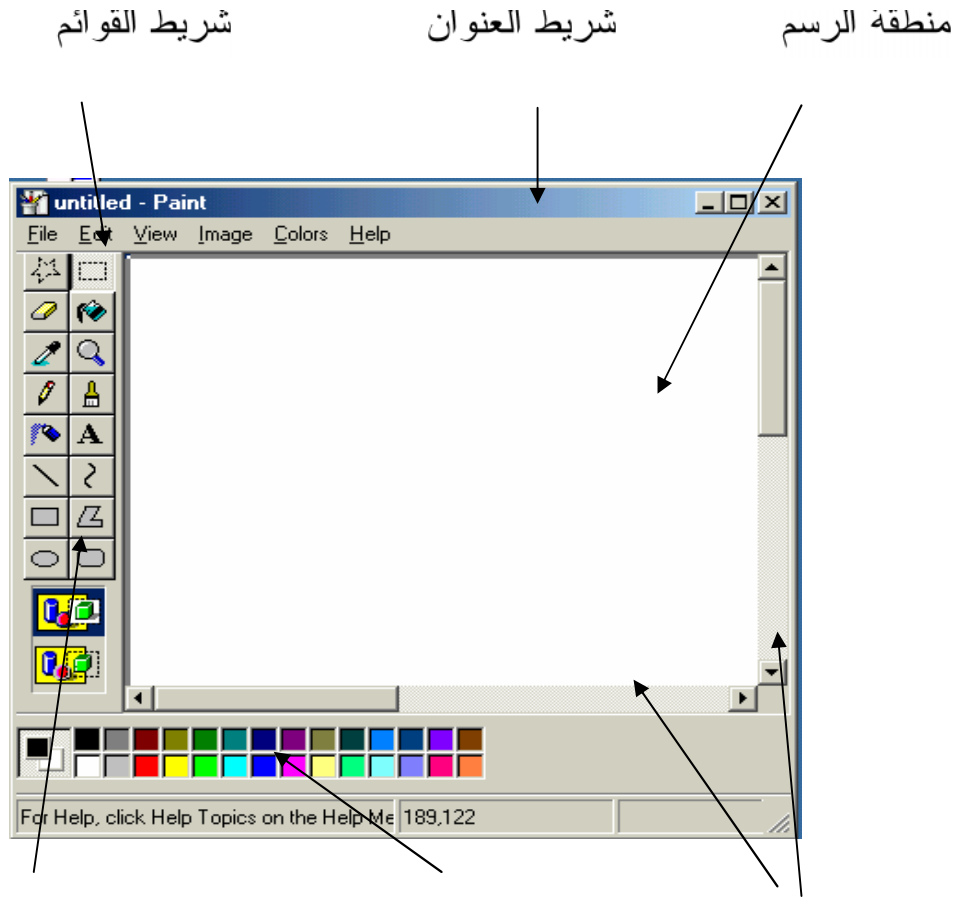 منطقة الرسم شريط العنوان شريط القوائم
untitled - Paint
File Edit View Image Colors Help
A
For Help, click Help Topics on the Help Me 189,122